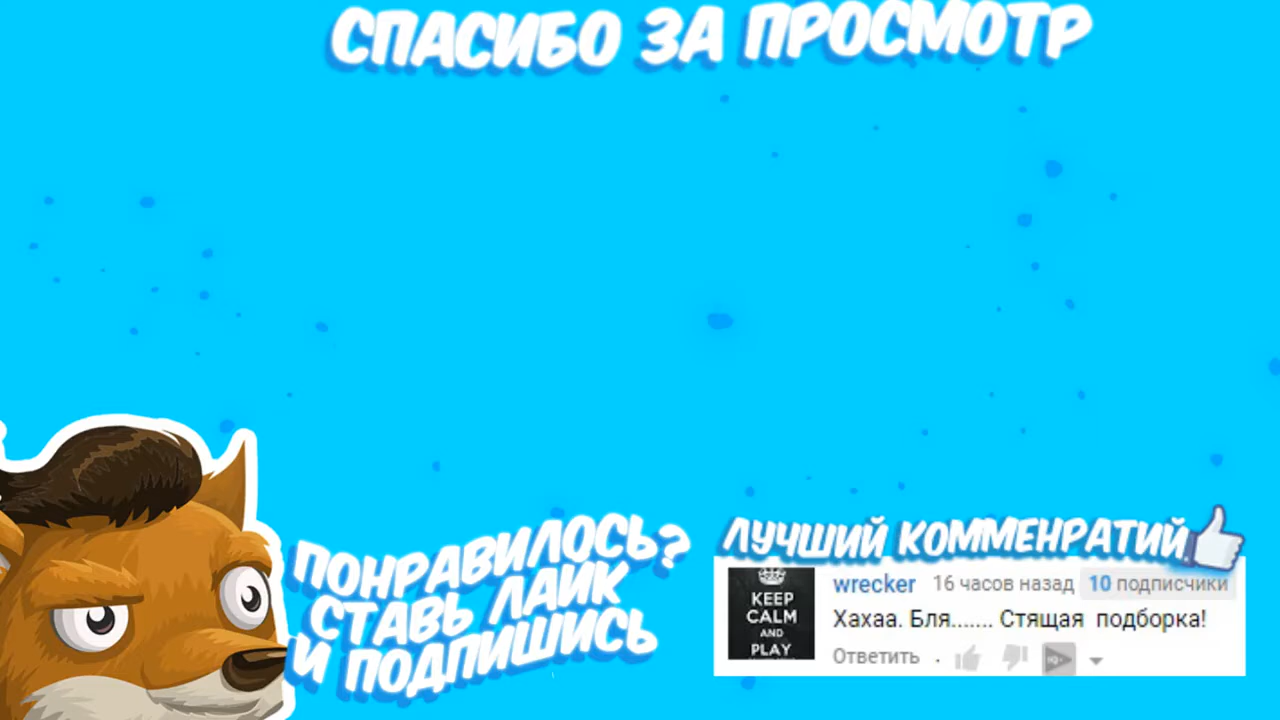 СПАСИБО ЗА ПРОСМОТР
ПОНРАВИЛОСЬ?
СТАВЬ ЛАЙК
И ПОДПИШИСЬ
ЛУЧШИЙ КОММЕНРАТИЙ
wrecker 16 часов назад 10 подписчики
Хахаа. Бля....... Стящая подборка!
Ответить
KEEP
CALM
AND
PLAY